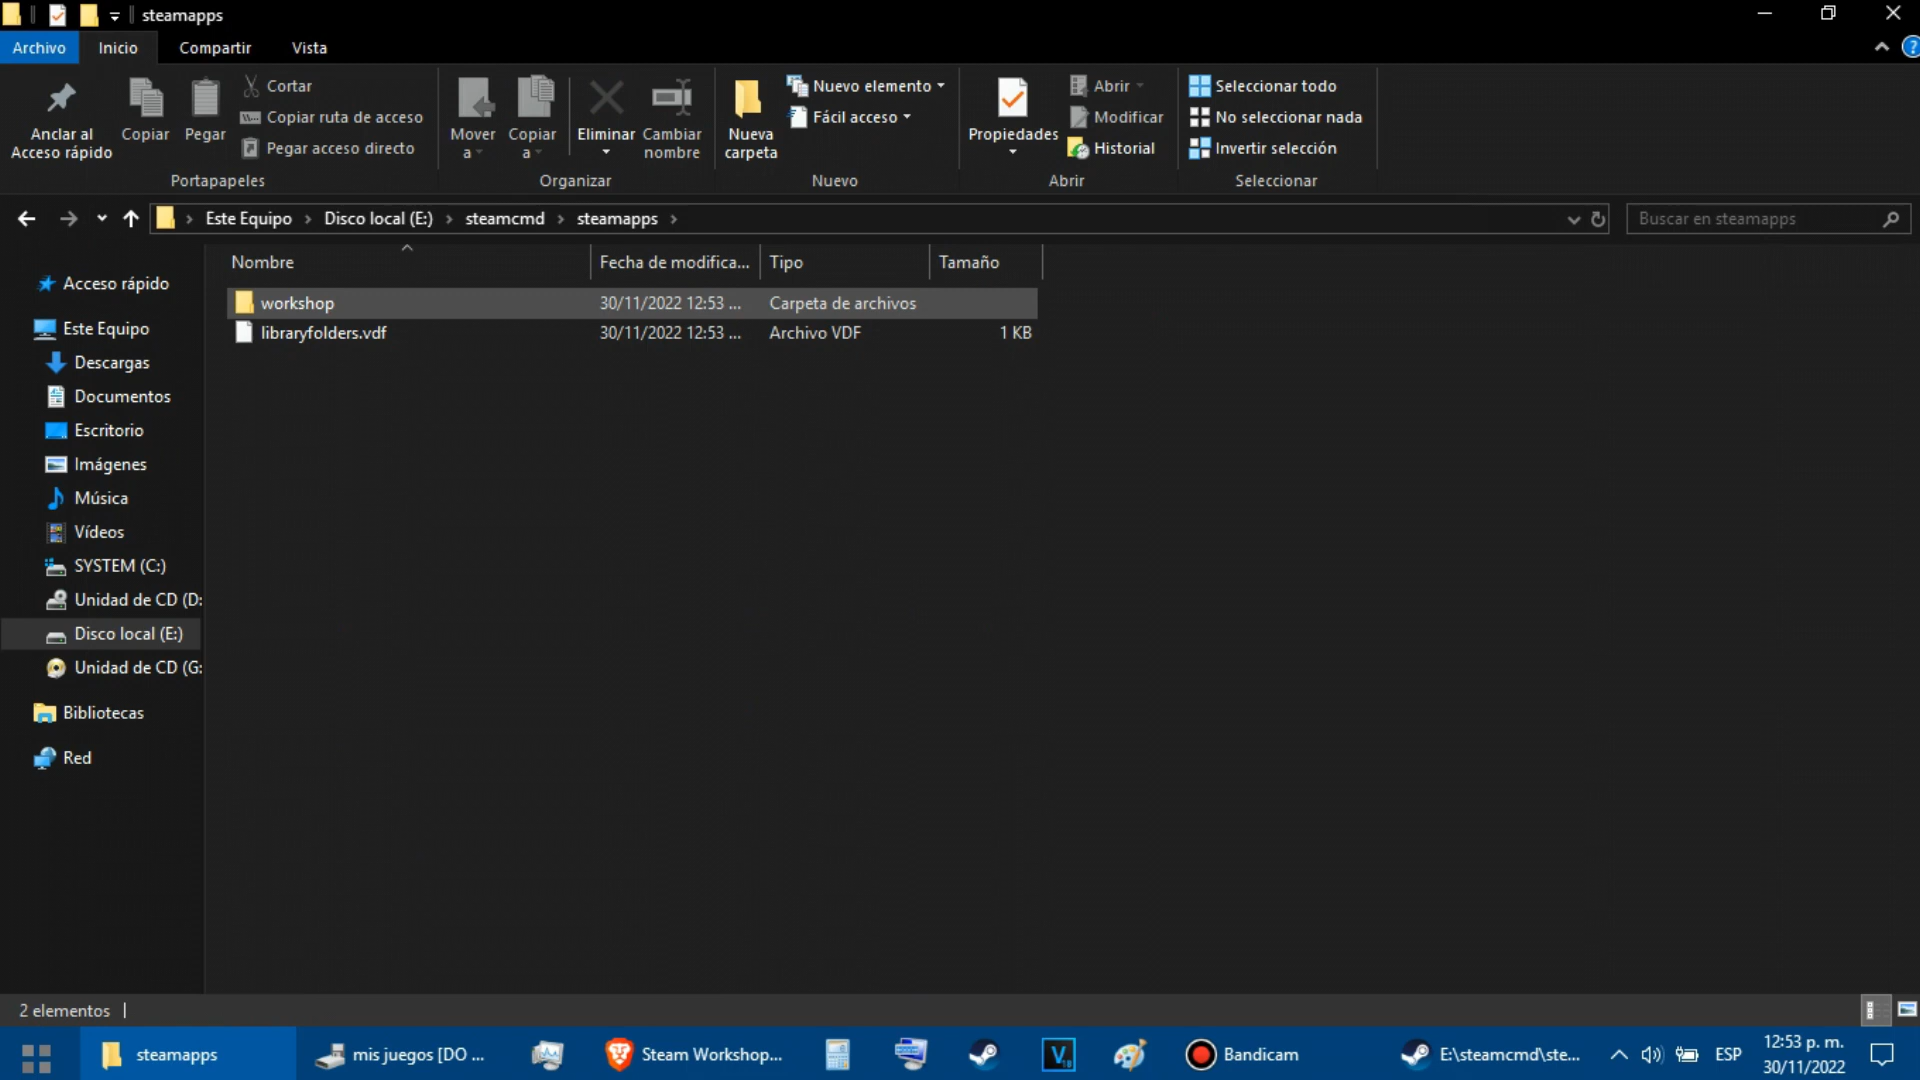 steamapps
Archivo Inicio Compartir Vista
Anclar al
Acceso rápido
Copiar
Pegar
Cortar
Copiar ruta de acceso
Pegar acceso directo
Portapapeles
Mover
a
Copiar
a
Eliminar
Cambiar
nombre
Organizar
Nueva
carpeta
Nuevo elemento
Fácil acceso
Nuevo
Propiedades
Abrir
Modificar
Historial
Abrir
Seleccionar todo
No seleccionar nada
Invertir selección
Seleccionar
Este Equipo > Disco local (E:) > steamcmd > steamapps >
Buscar en steamapps
Nombre Fecha de modifica... Tipo Tamaño
workshop 30/11/2022 12:53 ... Carpeta de archivos
libraryfolders.vdf 30/11/2022 12:53 ... Archivo VDF 1 KB
Acceso rápido
Este Equipo
Descargas
Documentos
Escritorio
Imágenes
Música
Vídeos
SYSTEM (C:)
Unidad de CD (D:
Disco local (E:)
Unidad de CD (G:
Bibliotecas
Red
2 elementos
steamapps
mis juegos [DO ...
Steam Workshop...
Bandicam
E:\steamcmd\ste...
ESP
12:53 p. m.
30/11/2022